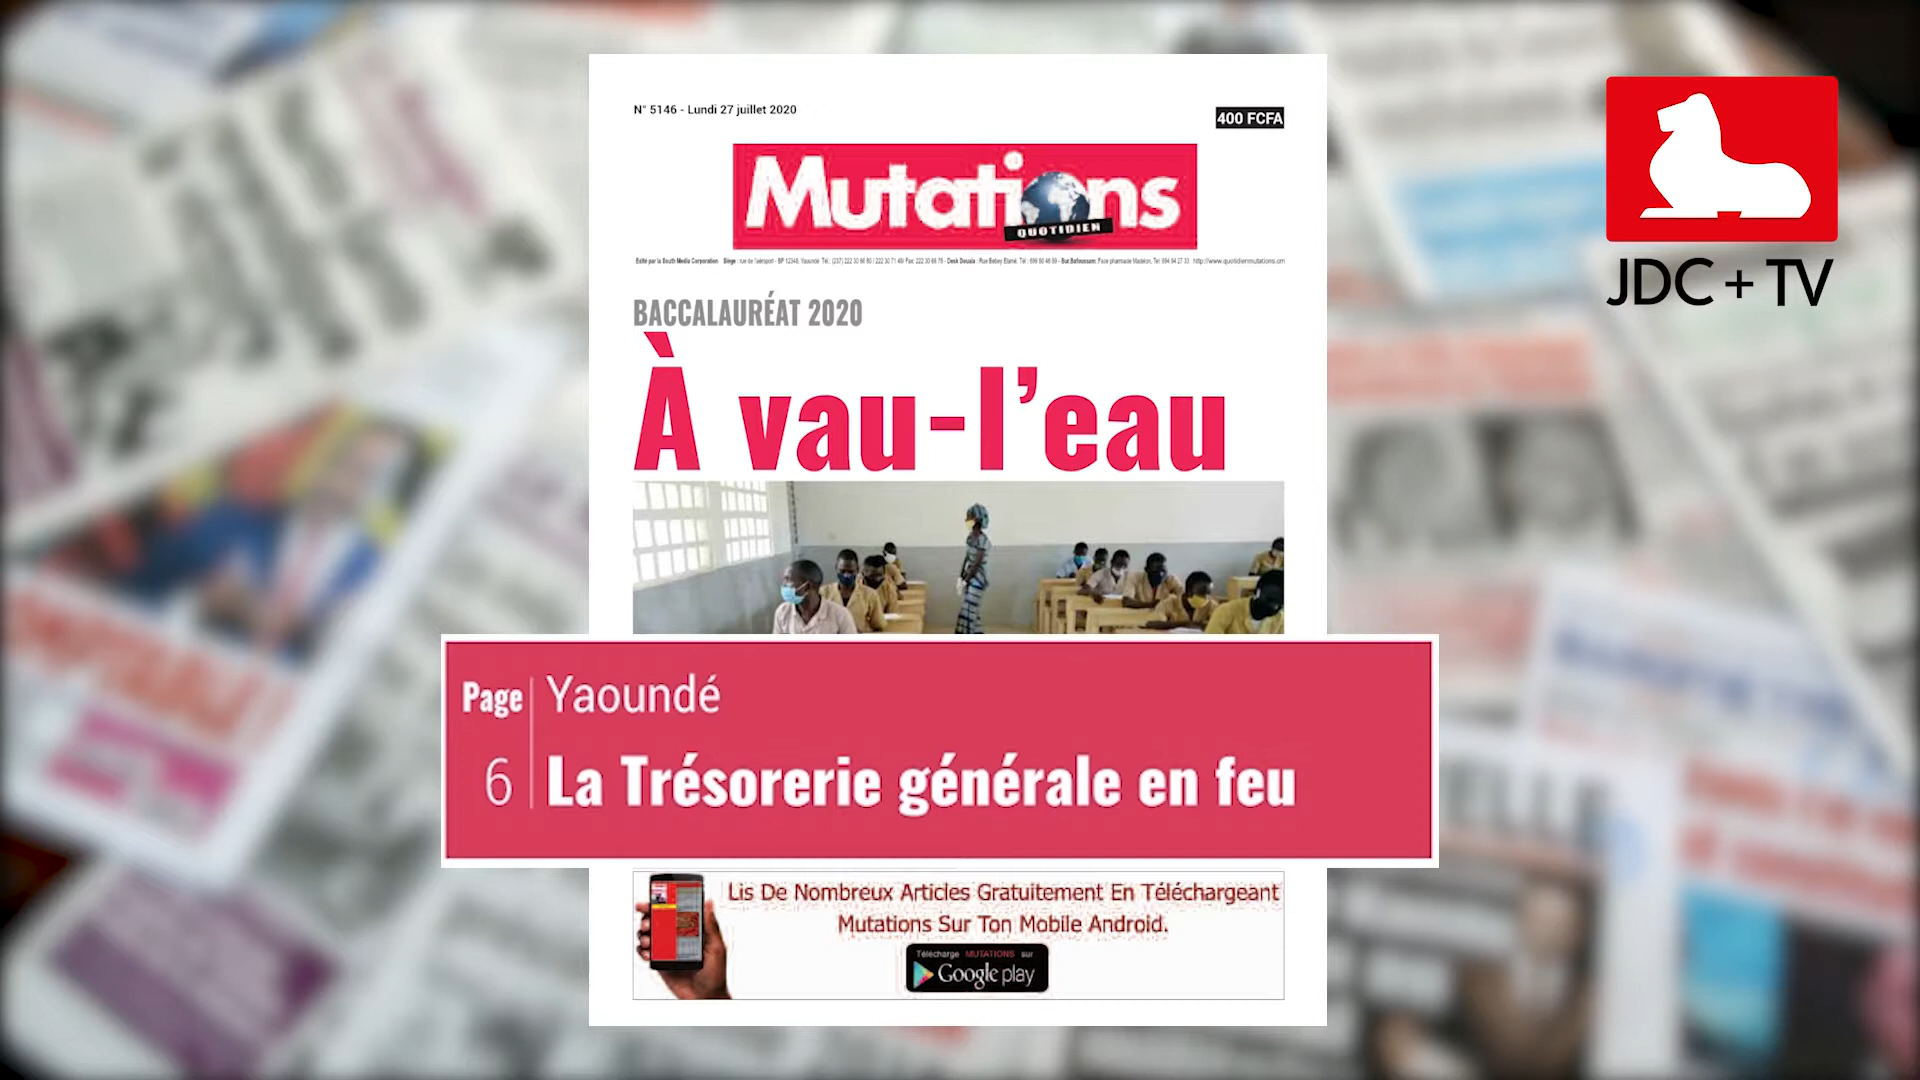 N° 5146 - Lundi 27 juillet 2020
400 FCFA
Mutations
QUOTIDIEN
JDC + TV
BACCALAURÉAT 2020
À vau-l'eau
Page
Yaoundé
6
La Trésorerie générale en feu
Lis De Nombreux Articles Gratuitement En Téléchargeant
Mutations Sur Ton Mobile Android.
Télécharge MUTATIONS sur
Google play